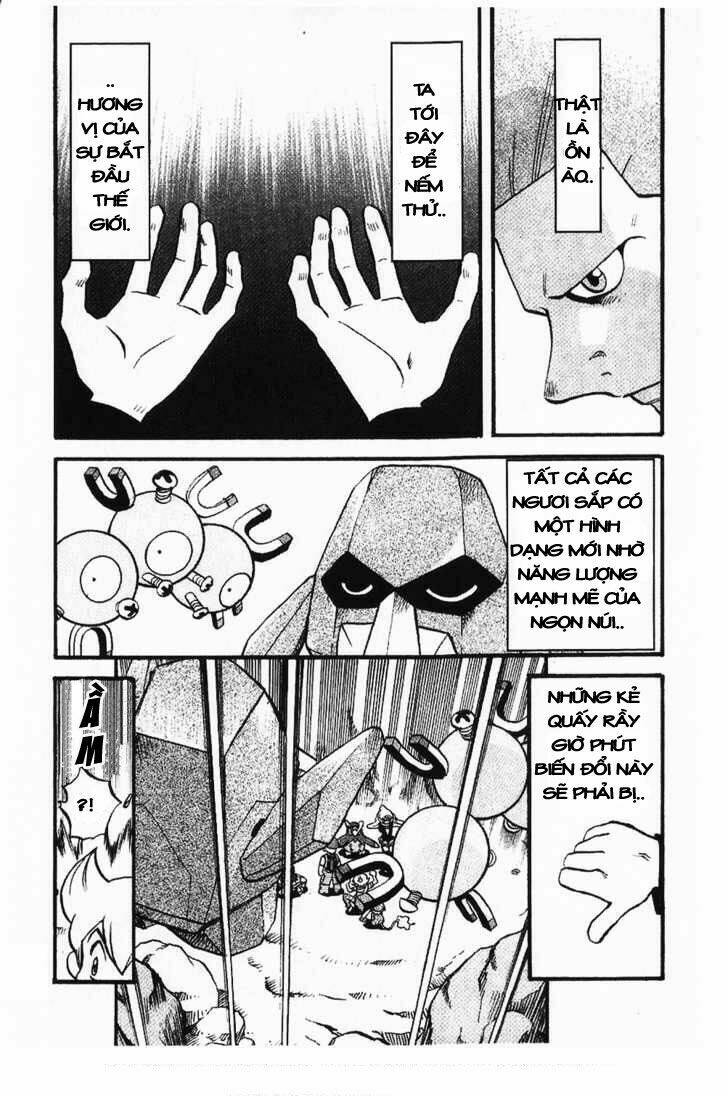 THẬT
LÀ
ỒN
ÀO..
TA
TỚI
ĐÂY
ĐỂ
NẾM
THỬ..
..
HƯƠNG
VỊ CỦA
SỰ BẮT
ĐẦU
THẾ
GIỚI.
TẤT CẢ CÁC
NGƯƠI SẮP CÓ
MỘT HÌNH
DẠNG MỚI NHỜ
NĂNG LƯỢNG
MẠNH MẼ CỦA
NGỌN NÚI..
NHỮNG KẺ
QUẤY RẦY
GIỜ PHÚT
BIẾN ĐỔI NÀY
SẼ PHẢI BỊ..
ẦM
?!